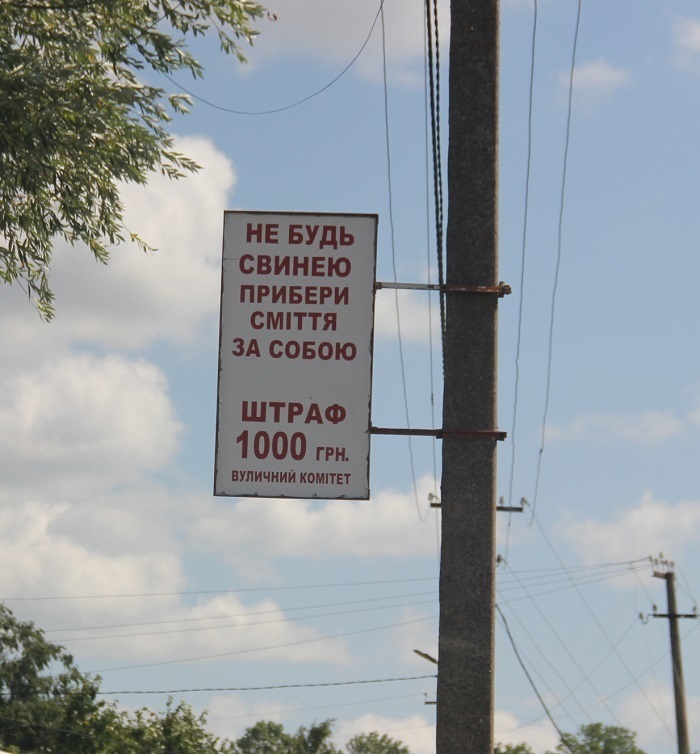 НЕ БУДЬ
СВИНЕЮ
ПРИБЕРИ
СМІТТЯ
ЗА СОБОЮ
ШТРАФ
1000 ГРН.
ВУЛИЧНИЙ КОМІТЕТ